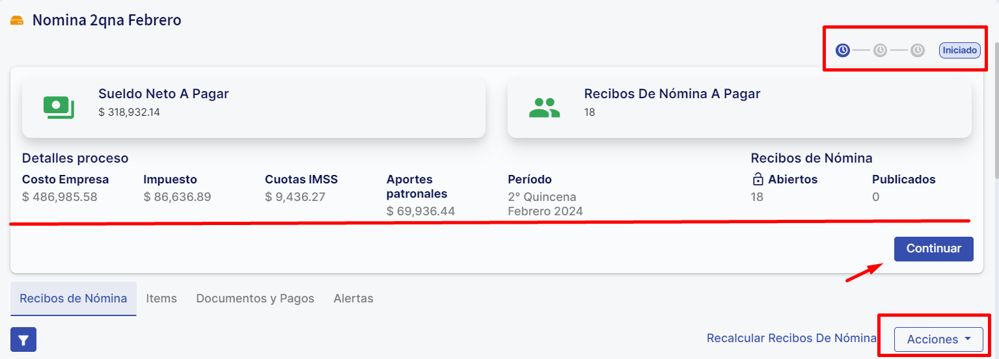 Nomina 2qna Febrero
Iniciado
Sueldo Neto A Pagar
$ 318,932.14
Recibos De Nómina A Pagar
18
Detalles proceso
Recibos de Nómina
Costo Empresa
$ 486,985.58
Impuesto
$ 86,636.89
Cuotas IMSS
$ 9,436.27
Aportes
patronales
$ 69,936.44
Período
2° Quincena
Febrero 2024
Abiertos
18
Publicados
0
Continuar
Recibos de Nómina Items Documentos y Pagos Alertas
Recalcular Recibos De Nómina Acciones